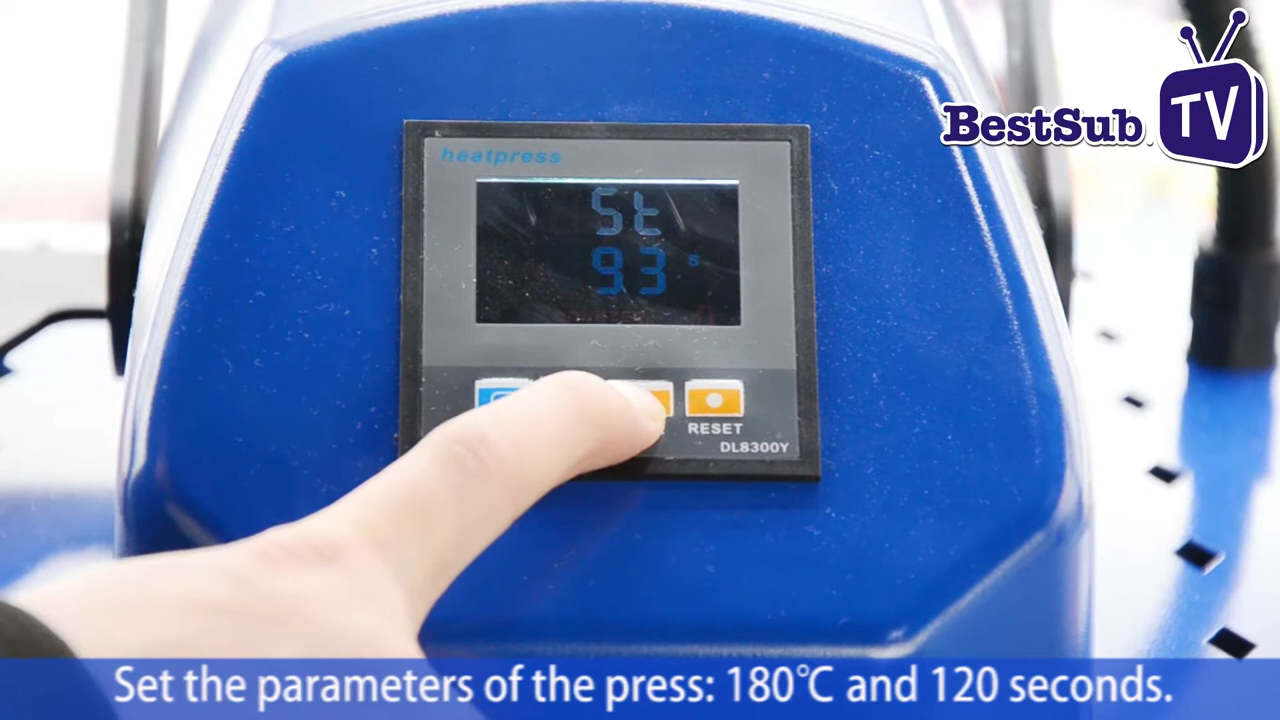 BestSub TV
heatpress
St
93 s
RESET
DL8300Y
Set the parameters of the press: 180°C and 120 seconds.